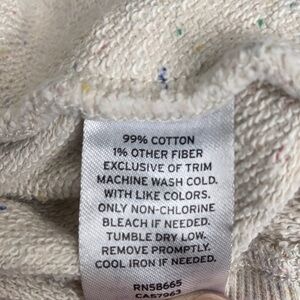 99% COTTON
1% OTHER FIBER
EXCLUSIVE OF TRIM
MACHINE WASH COLD.
WITH LIKE COLORS.
ONLY NON-CHLORINE
BLEACH IF NEEDED.
TUMBLE DRY LOW.
REMOVE PROMPTLY.
COOL IRON IF NEEDED.
RN58665
CA57963